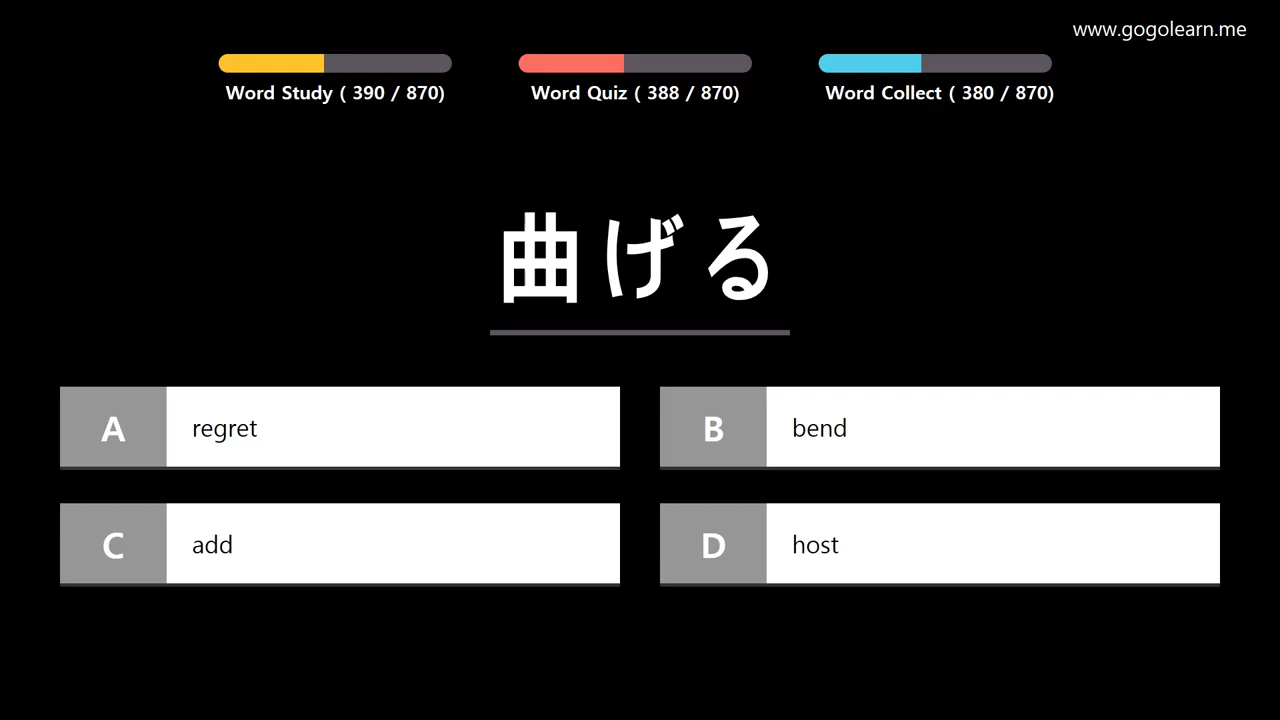 www.gogolearn.me
Word Study ( 390 / 870)
Word Quiz ( 388 / 870)
Word Collect ( 380 / 870)
曲げる
A regret
B bend
C add
D host